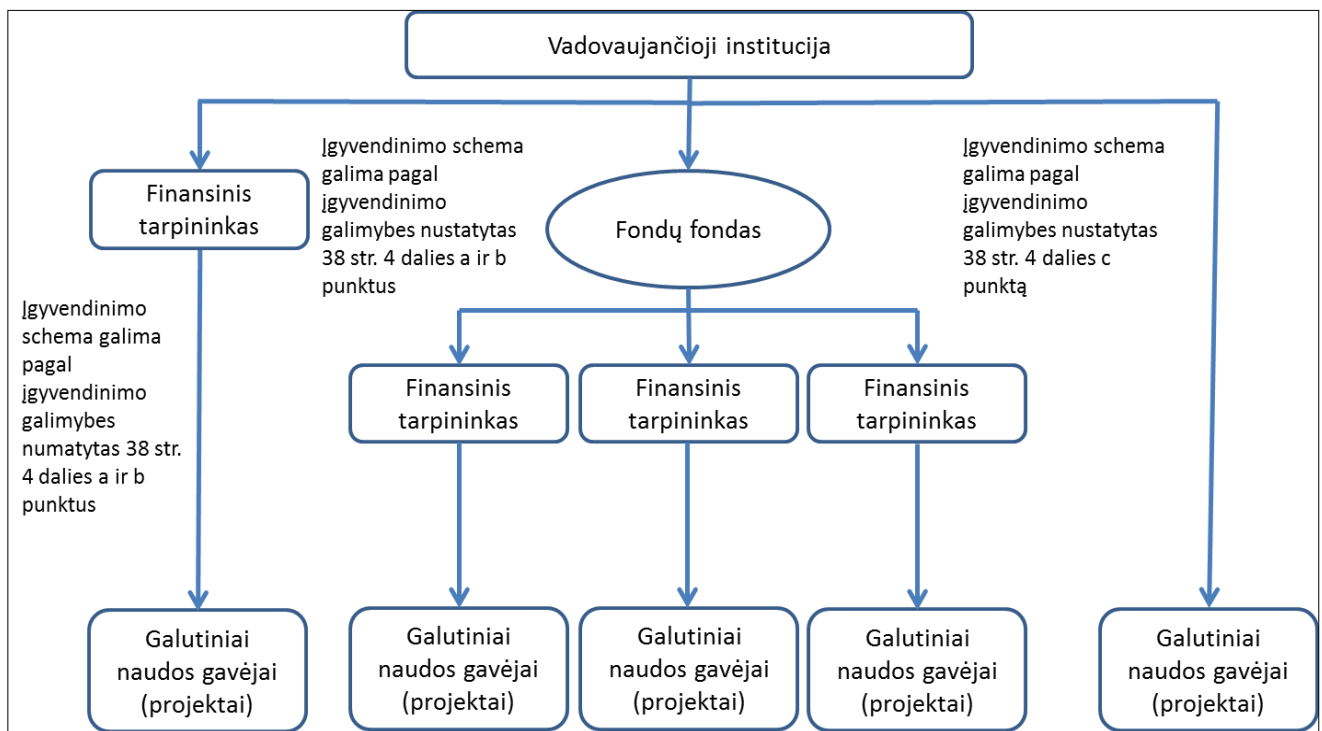 Vadovaujančioji institucija
Įgyvendinimo schema
galima pagal
įgyvendinimo
galimybes nustatytas
38 str. 4 dalies a ir b
punktus
Įgyvendinimo schema
galima pagal
įgyvendinimo
galimybes nustatytas
38 str. 4 dalies c
punktą
Finansinis
tarpininkas
Fondų fondas
Įgyvendinimo
schema galima
pagal
įgyvendinimo
galimybes
numatytas 38 str.
4 dalies a ir b
punktus
Finansinis
tarpininkas
Finansinis
tarpininkas
Finansinis
tarpininkas
Galutiniai
naudos gavėjai
(projektai)
Galutiniai
naudos gavėjai
(projektai)
Galutiniai
naudos gavėjai
(projektai)
Galutiniai
naudos gavėjai
(projektai)
Galutiniai
naudos gavėjai
(projektai)